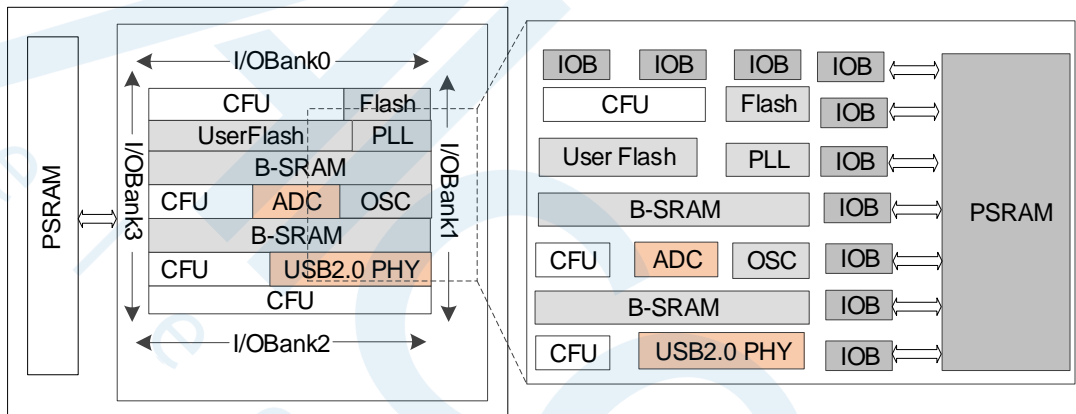 I/OBank0
CFU Flash
UserFlash PLL
B-SRAM
CFU ADC OSC
B-SRAM
CFU USB2.0 PHY
CFU
I/OBank2
I/OBank3
I/OBank1
PSRAM
IOB IOB IOB IOB
CFU Flash IOB
User Flash PLL IOB
B-SRAM IOB
CFU ADC OSC IOB
B-SRAM IOB
CFU USB2.0 PHY IOB
PSRAM